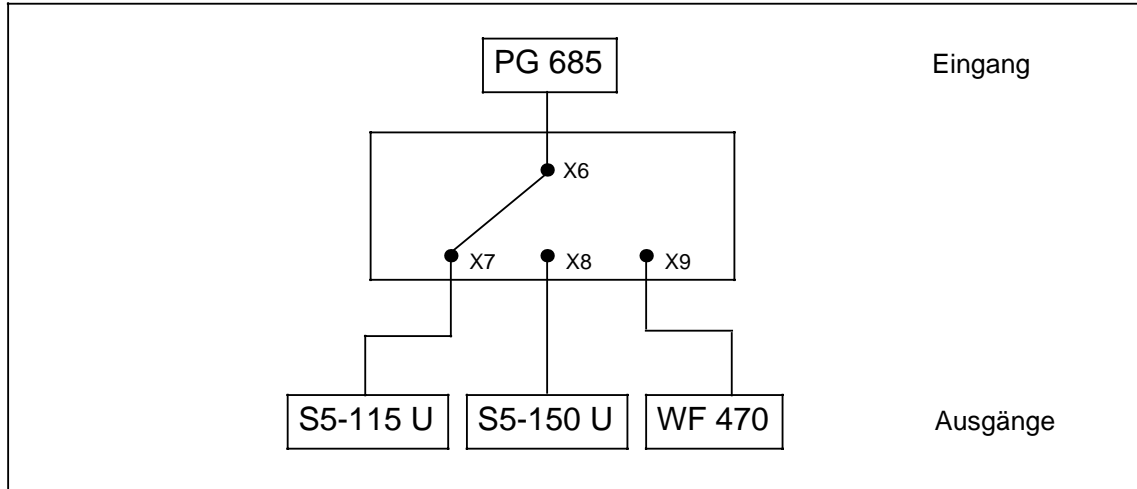 PG 685
Eingang
X6
X7
X8
X9
S5-115 U
S5-150 U
WF 470
Ausgänge